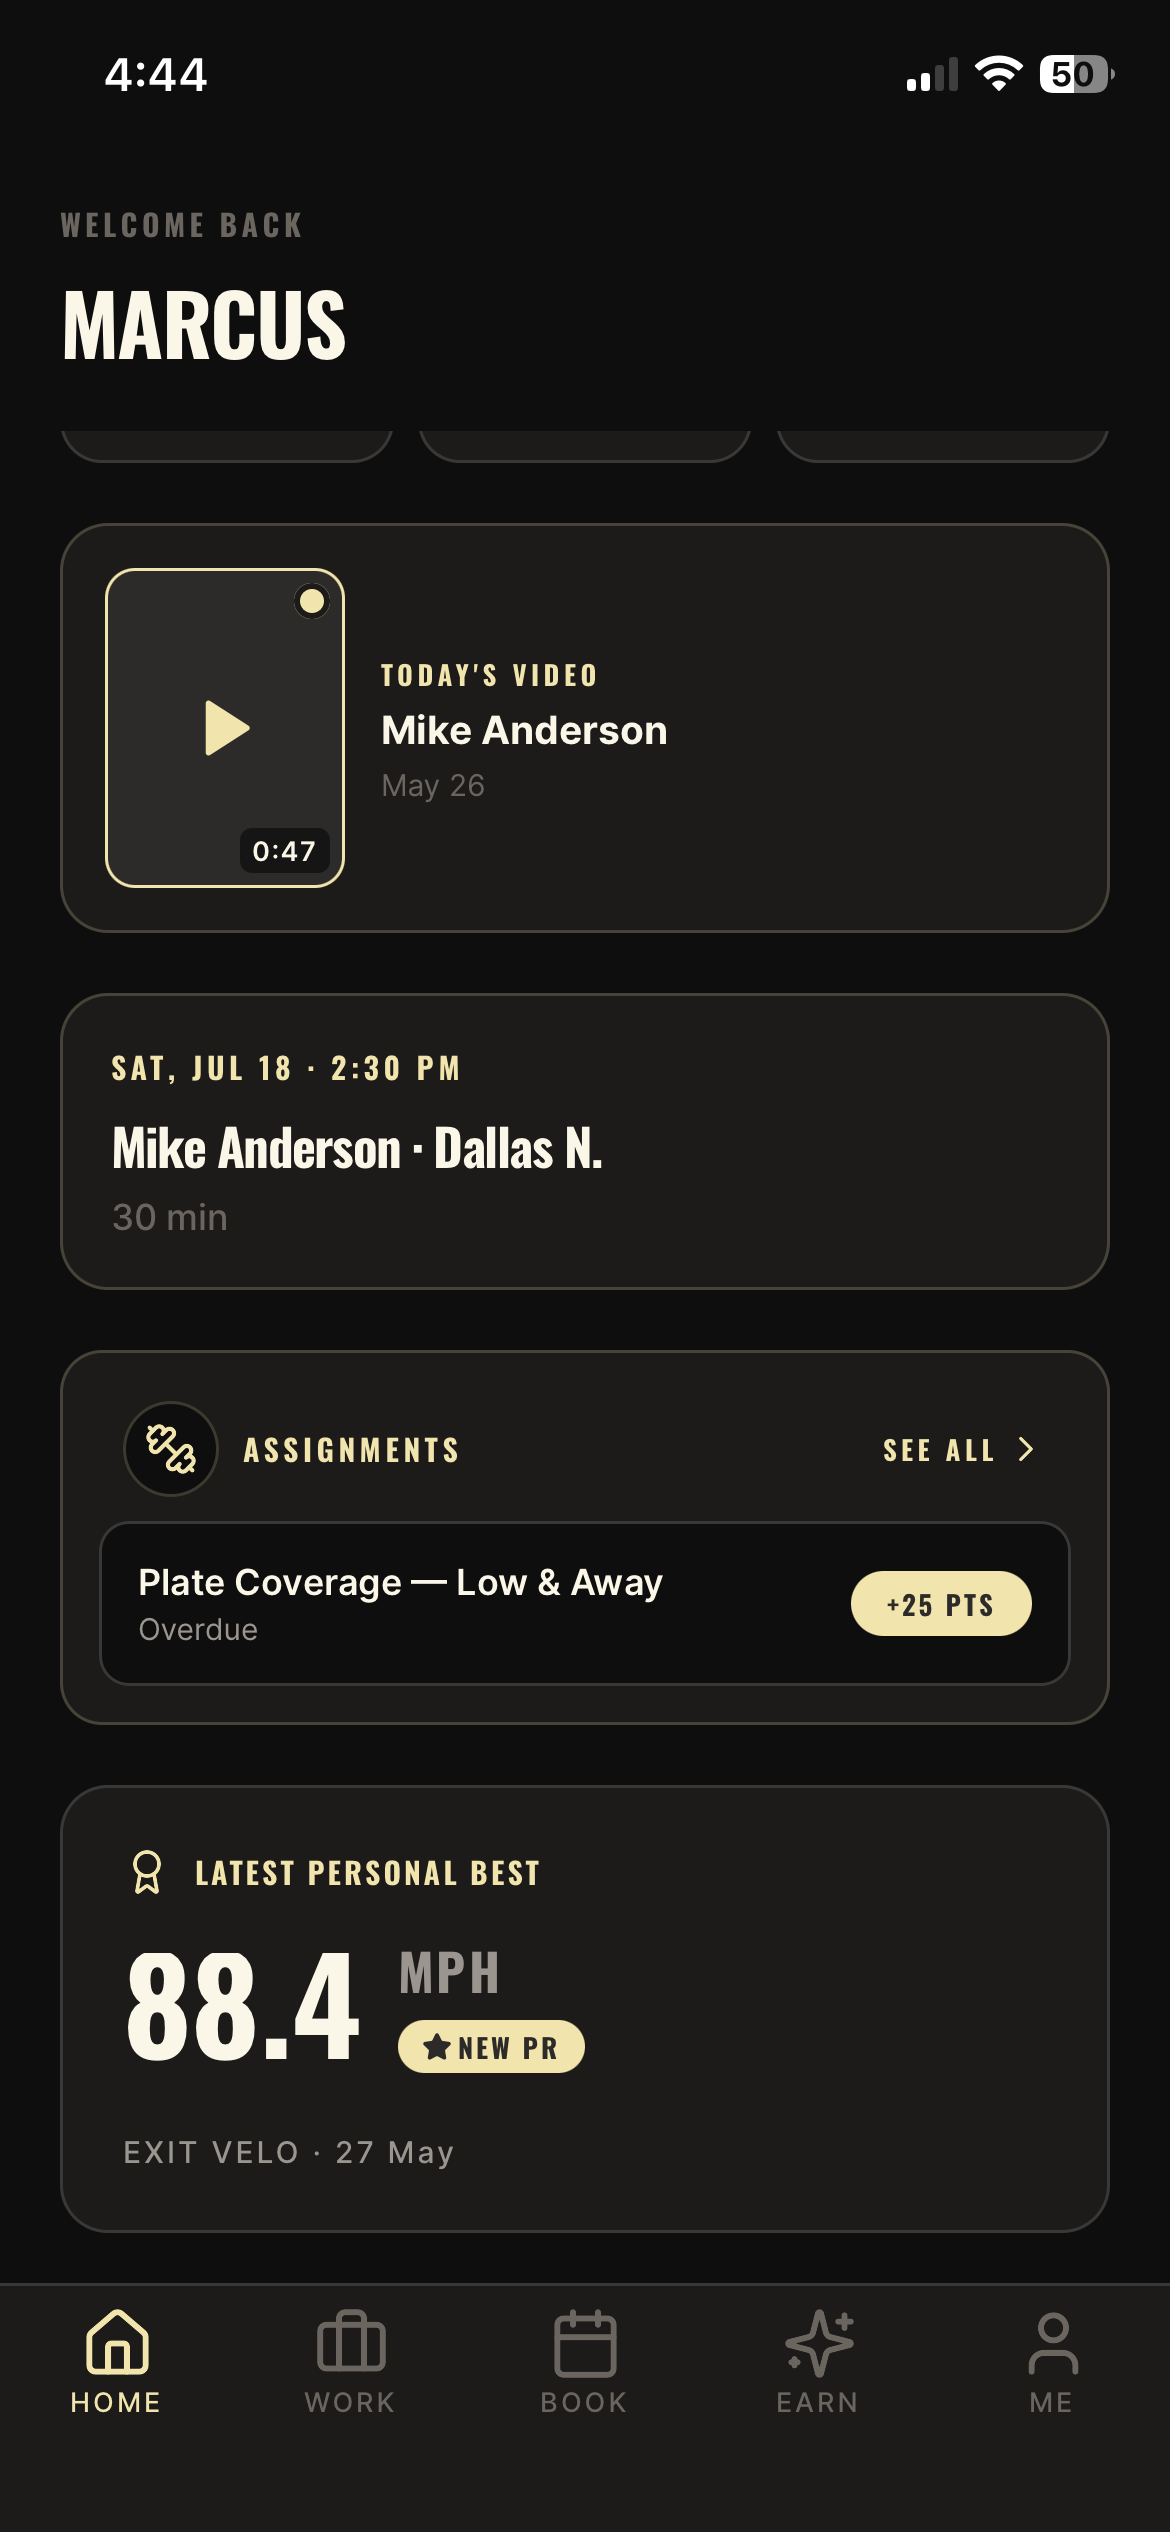 4:44
50
WELCOME BACK
MARCUS
TODAY'S VIDEO
Mike Anderson
May 26
0:47
SAT, JUL 18 · 2:30 PM
Mike Anderson · Dallas N.
30 min
ASSIGNMENTS
SEE ALL
Plate Coverage — Low & Away
Overdue
+25 PTS
LATEST PERSONAL BEST
88.4
MPH
NEW PR
EXIT VELO · 27 May
HOME
WORK
BOOK
EARN
ME